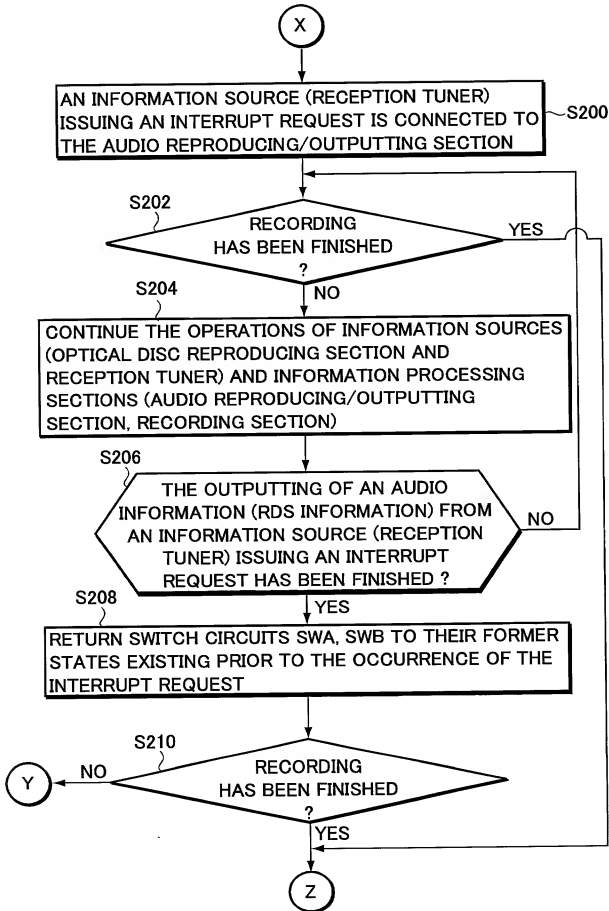 X
AN INFORMATION SOURCE (RECEPTION TUNER)
ISSUING AN INTERRUPT REQUEST IS CONNECTED TO
THE AUDIO REPRODUCING/OUTPUTTING SECTION
S200
S202
RECORDING
HAS BEEN FINISHED
?
YES
NO
S204
CONTINUE THE OPERATIONS OF INFORMATION SOURCES
(OPTICAL DISC REPRODUCING SECTION AND
RECEPTION TUNER) AND INFORMATION PROCESSING
SECTIONS (AUDIO REPRODUCING/OUTPUTTING
SECTION, RECORDING SECTION)
S206
THE OUTPUTTING OF AN AUDIO
INFORMATION (RDS INFORMATION) FROM
AN INFORMATION SOURCE (RECEPTION
TUNER) ISSUING AN INTERRUPT
REQUEST HAS BEEN FINISHED ?
NO
YES
S208
RETURN SWITCH CIRCUITS SWA, SWB TO THEIR FORMER
STATES EXISTING PRIOR TO THE OCCURRENCE OF THE
INTERRUPT REQUEST
S210
RECORDING
HAS BEEN FINISHED
?
NO
Y
YES
Z